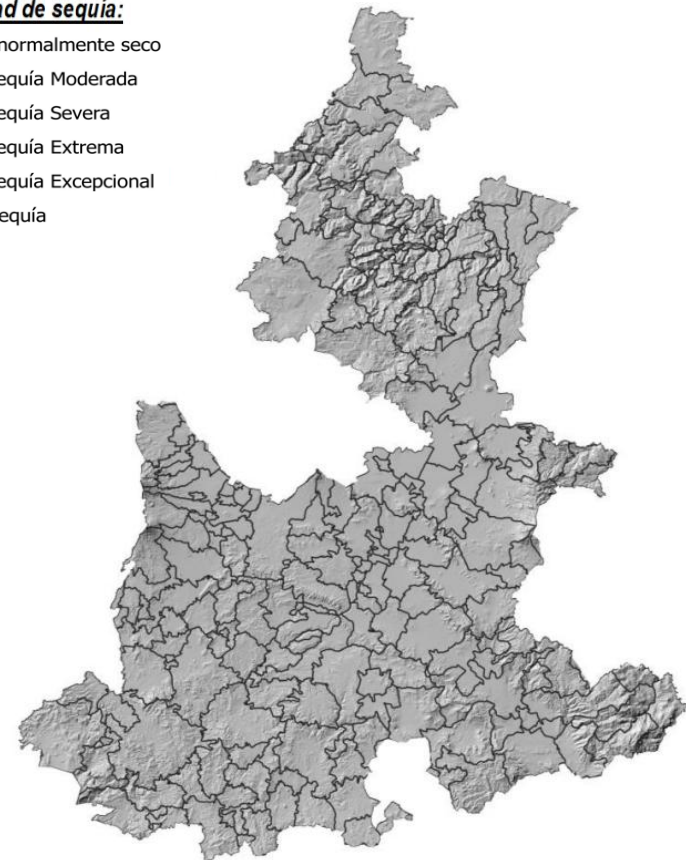 ad de sequía:
normalmente seco
equía Moderada
equía Severa
equía Extrema
equía Excepcional
equía